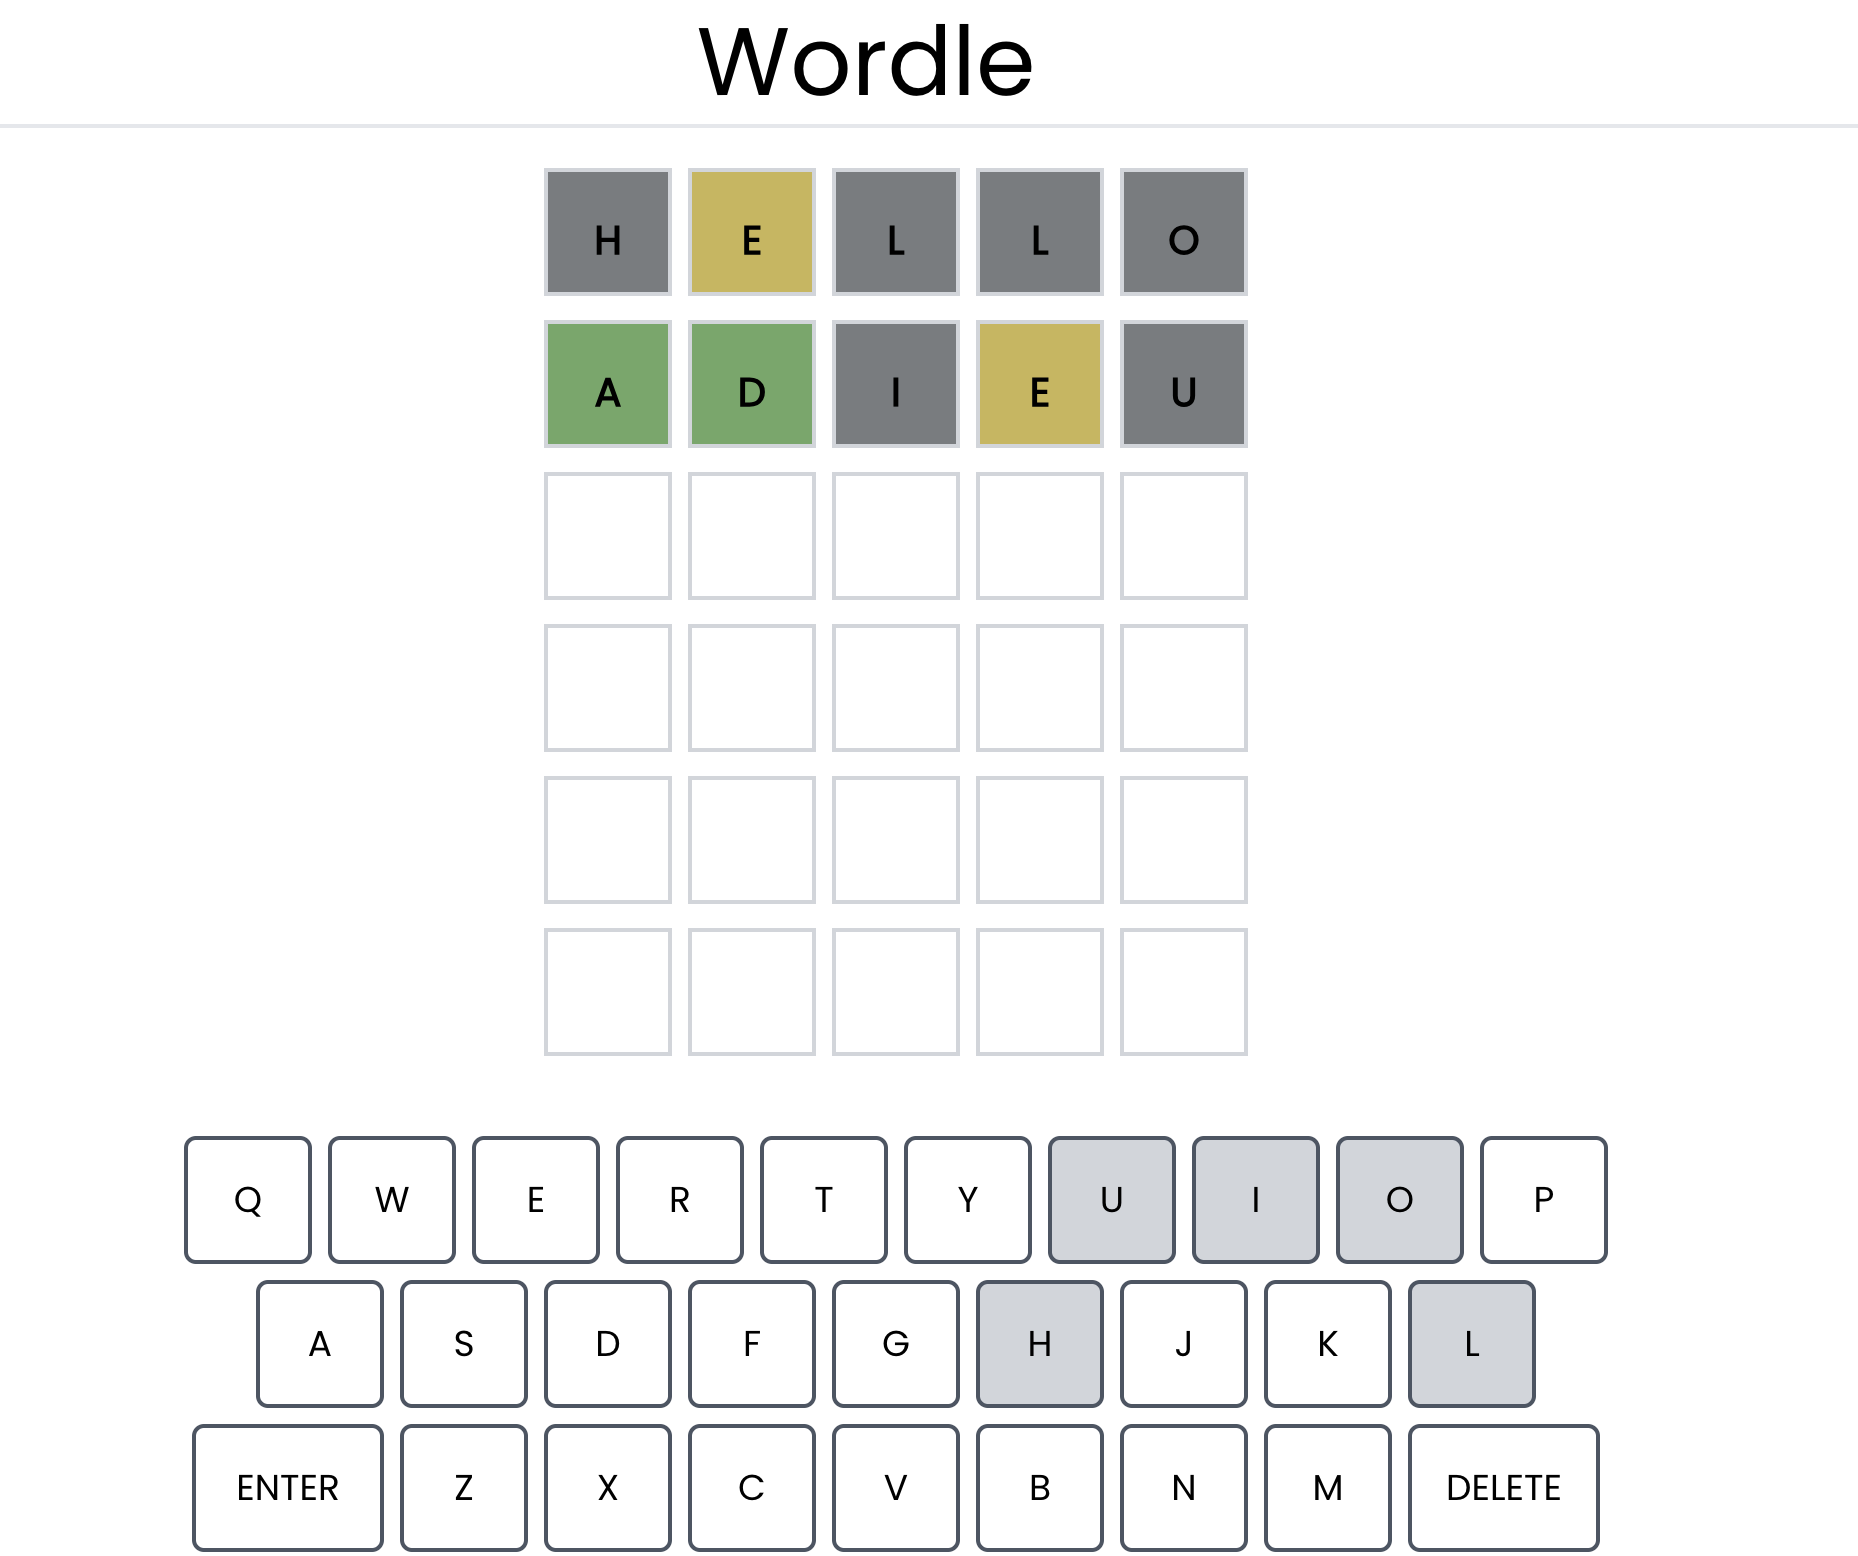 Wordle
H E L L O
A D I E U
Q W E R T Y U I O P
A S D F G H J K L
ENTER Z X C V B N M DELETE